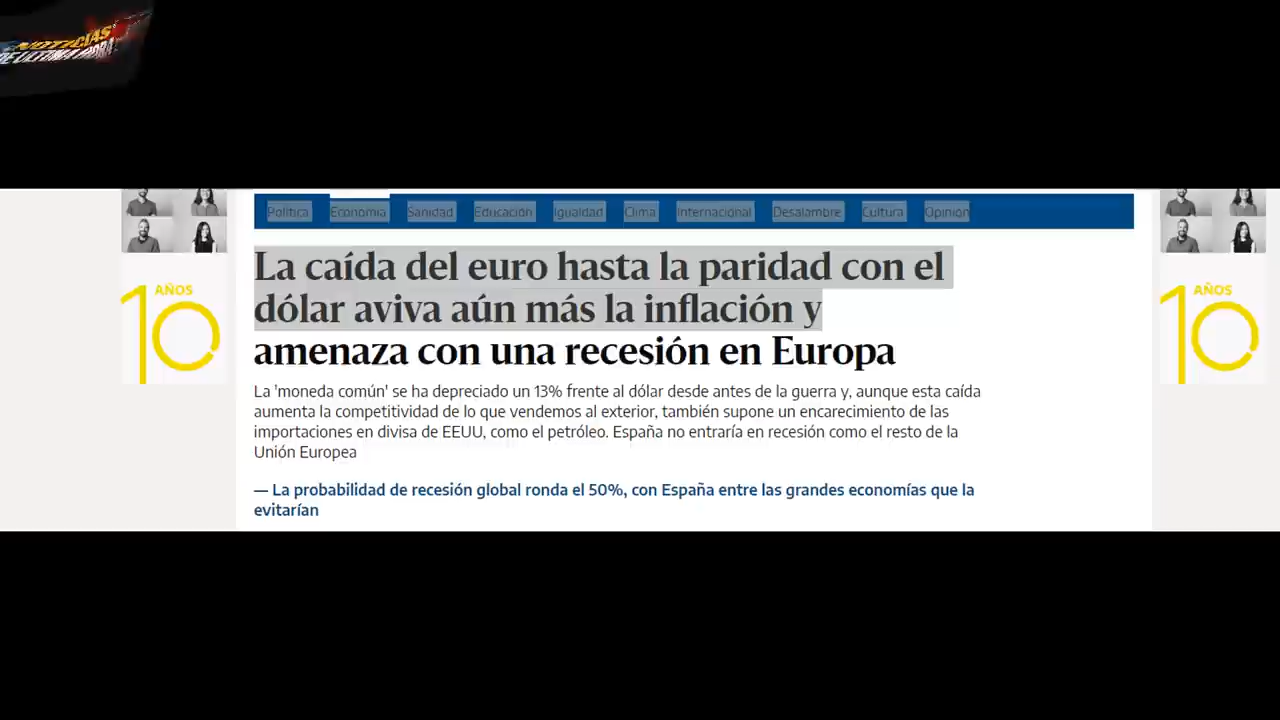 NOTICIAS
DE ULTIMA HORA
Política Economía Sanidad Educación Igualdad Clima Internacional Desalambre Cultura Opinión
La caída del euro hasta la paridad con el
dólar aviva aún más la inflación y
amenaza con una recesión en Europa
La 'moneda común' se ha depreciado un 13% frente al dólar desde antes de la guerra y, aunque esta caída
aumenta la competitividad de lo que vendemos al exterior, también supone un encarecimiento de las
importaciones en divisa de EEUU, como el petróleo. España no entraría en recesión como el resto de la
Unión Europea
— La probabilidad de recesión global ronda el 50%, con España entre las grandes economías que la
evitarían
10 AÑOS
10 AÑOS